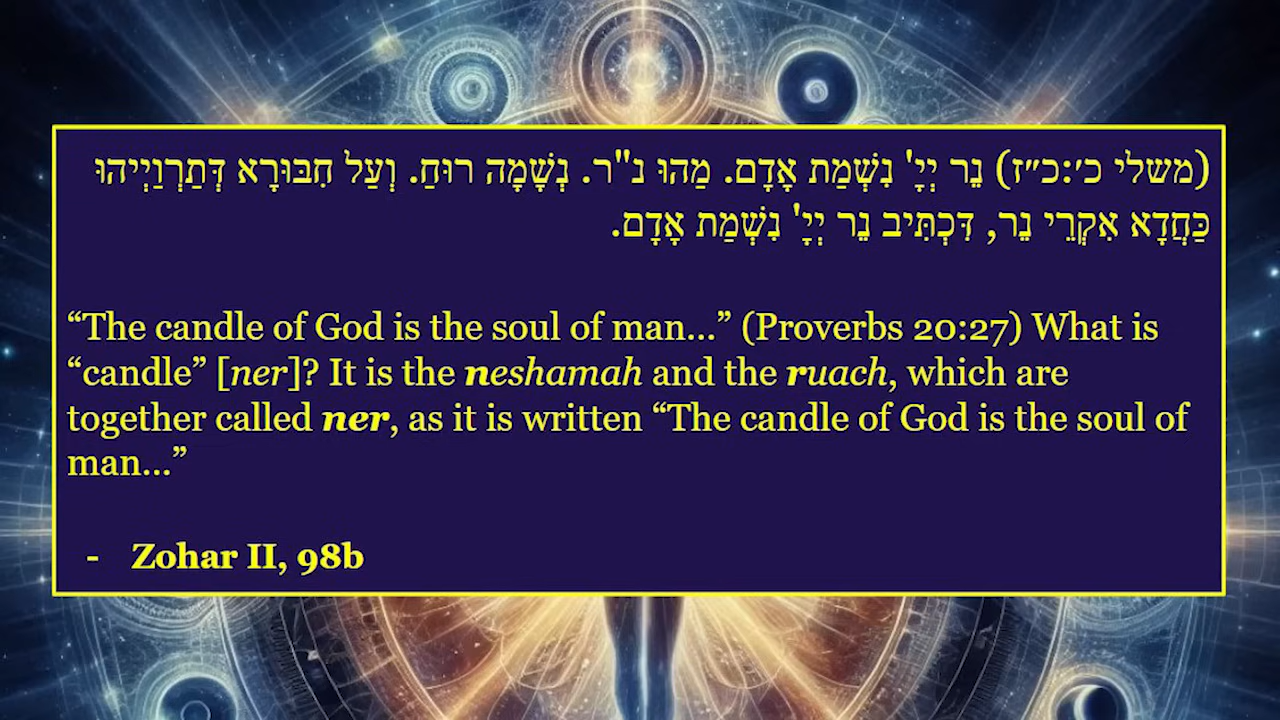 (משלי כ׳:כ״ז) נֵר יְיָ' נִשְׁמַת אָדָם. מַהוּ נ"ר. נְשָׁמָה רוּחַ. וְעַל חִבּוּרָא דְּתַרְוַיְיהוּ
כַּחֲדָא אִקְרֵי נֵר, דִּכְתִּיב נֵר יְיָ' נִשְׁמַת אָדָם.
“The candle of God is the soul of man...” (Proverbs 20:27) What is
“candle” [ner]? It is the neshamah and the ruach, which are
together called ner, as it is written “The candle of God is the soul of
man...”
- Zohar II, 98b